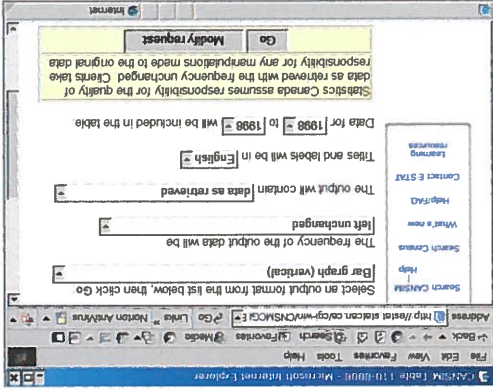 CANSIM Table 110-0006 - Microsoft Internet Explorer
File Edit View Favorites Tools Help
Back Search Favorites Media
Address http://estat.statcan.ca/cgi-win/CNSMCGI.E Go Links Norton AntiVirus
Search CANSIM
Help
Search Census
What's new
Help/FAQ
Contact E STAT
Learning resources
Select an output format from the list below, then click Go
Bar graph (vertical)
The frequency of the output data will be
left unchanged
The output will contain data as retrieved
Titles and labels will be in English
Data for 1998 to 1998 will be included in the table.
Statistics Canada assumes responsibility for the quality of
data as retrieved with the frequency unchanged Clients take
responsibility for any manipulations made to the original data
Go Modify request
Internet